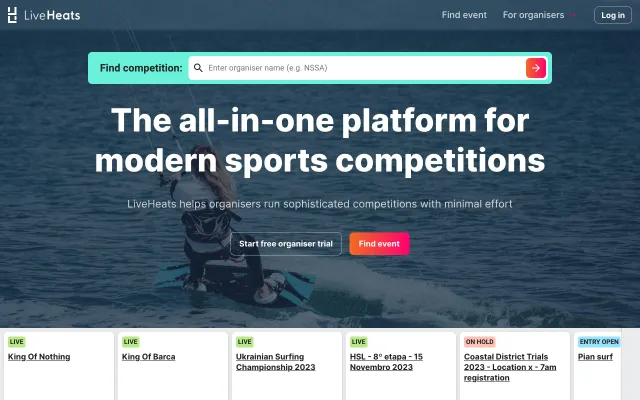 LiveHeats
Find event
For organisers
Log in
Find competition:
Enter organiser name (e.g. NSSA)
The all-in-one platform for
modern sports competitions
LiveHeats helps organisers run sophisticated competitions with minimal effort
Start free organiser trial
Find event
LIVE
King Of Nothing
LIVE
King Of Barca
LIVE
Ukrainian Surfing
Championship 2023
LIVE
HSL - 8º etapa - 15
Novembro 2023
ON HOLD
Coastal District Trials
2023 - Location x - 7am
registration
ENTRY OPEN
Pian surf